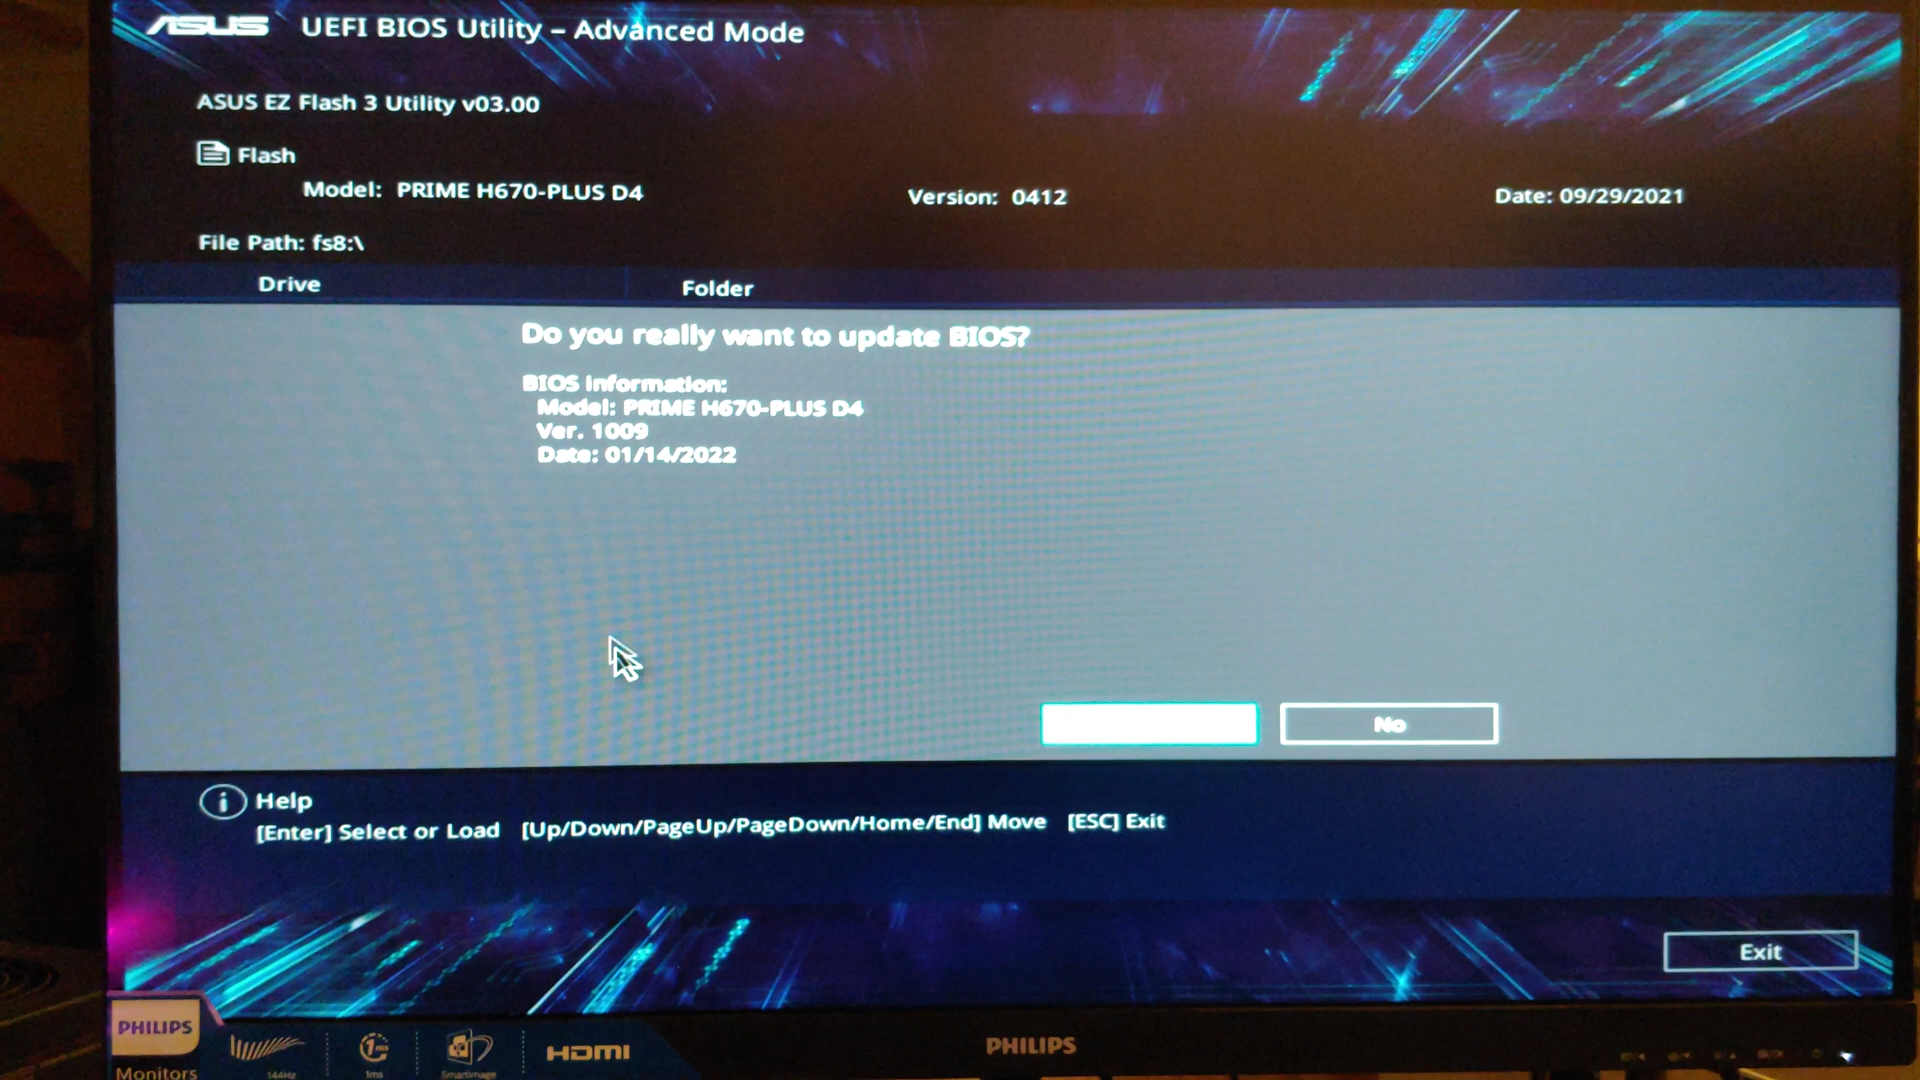 ASUS UEFI BIOS Utility – Advanced Mode
ASUS EZ Flash 3 Utility v03.00
Flash
Model: PRIME H670-PLUS D4 Version: 0412 Date: 09/29/2021
File Path: fs8:\
Drive Folder
Do you really want to update BIOS?
BIOS Information:
Model: PRIME H670-PLUS D4
Ver. 1009
Date: 01/14/2022
No
i Help
[Enter] Select or Load [Up/Down/PageUp/PageDown/Home/End] Move [ESC] Exit
Exit
PHILIPS
Monitors
144Hz
1ms
SmartImage
HDMI
PHILIPS